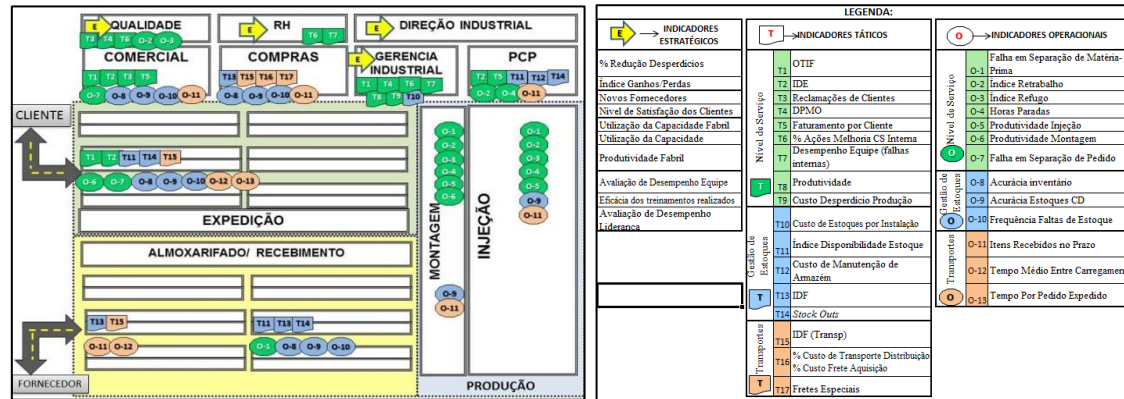 E QUALIDADE
T3 T4 T6 O-2 O-3
E RH
T6 T7
E DIREÇÃO INDUSTRIAL
COMERCIAL
T1 T2 T3 T5
O-7 O-8 O-9 O-10 O-11
COMPRAS
T13 T15 T16 T17
O-8 O-9 O-10 O-11
E GERENCIA
INDUSTRIAL
T1 T4 T6 T7
T8 T9 T10
PCP
T2 T5 T11 T12 T14
O-2 O-4 O-11
CLIENTE
T1 T2 T11 T14 T15
O-6 O-7 O-8 O-9 O-10 O-12 O-13
EXPEDIÇÃO
ALMOXARIFADO/ RECEBIMENTO
T13 T15
O-11 O-12
T11 T13 T14
O-1 O-8 O-9 O-10
FORNECEDOR
O-1
O-2
O-3
O-4
O-5
O-6
MONTAGEM
O-9
O-11
INJEÇÃO
O-1
O-2
O-3
O-4
O-5
O-9
O-11
PRODUÇÃO
LEGENDA:
E INDICADORES
ESTRATÉGICOS
% Redução Desperdícios
Índice Ganhos/Perdas
Novos Fornecedores
Nivel de Satisfação dos Clientes
Utilização da Capacidade Fabril
Utilização da Capacidade
Produtividade Fabril
Avaliação de Desempenho Equipe
Eficácia dos treinamentos realizados
Avaliação de Desempenho
Liderança
T INDICADORES TÁTICOS
Nivel de Serviço
T
T1 OTIF
T2 IDE
T3 Reclamações de Clientes
T4 DPMO
T5 Faturamento por Cliente
T6 % Ações Melhoria CS Interna
T7 Desempenho Equipe (falhas
internas)
T8 Produtividade
T9 Custo Desperdício Produção
Gestão de
Estoques
T
T10 Custo de Estoques por Instalação
T11 Índice Disponibilidade Estoque
T12 Custo de Manutenção de
Armazém
T13 IDF
T14 Stock Outs
Transportes
T
T15 IDF (Transp)
T16 % Custo de Transporte Distribuição
% Custo Frete Aquisição
T17 Fretes Especiais
O INDICADORES OPERACIONAIS
Nivel de Serviço
O
O-1 Falha em Separação de Matéria-
Prima
O-2 Índice Retrabalho
O-3 Índice Refugo
O-4 Horas Paradas
O-5 Produtividade Injeção
O-6 Produtividade Montagem
O-7 Falha em Separação de Pedido
Gestão de
Estoques
O
O-8 Acurácia inventário
O-9 Acurácia Estoques CD
O-10 Frequência Faltas de Estoque
Transportes
O
O-11 Itens Recebidos no Prazo
O-12 Tempo Médio Entre Carregamen
O-13 Tempo Por Pedido Expedido